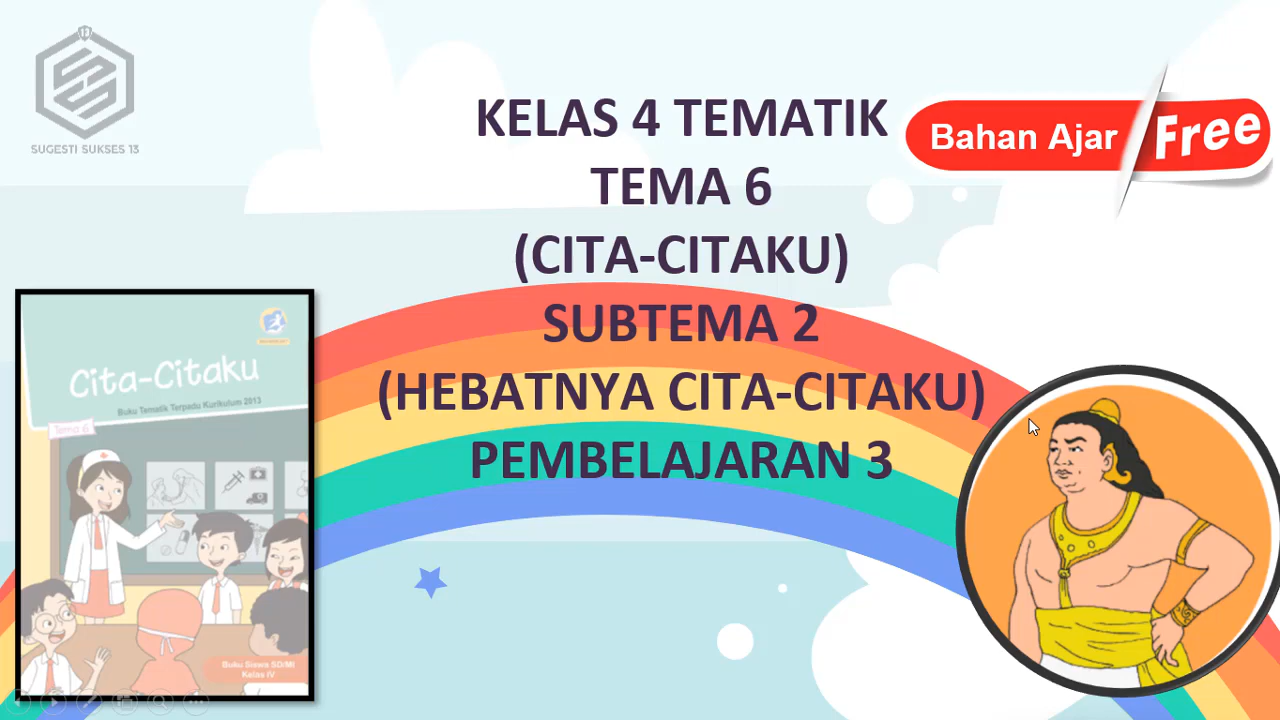 13
SUGESTI SUKSES 13
KELAS 4 TEMATIK
TEMA 6
(CITA-CITAKU)
SUBTEMA 2
(HEBATNYA CITA-CITAKU)
PEMBELAJARAN 3
Bahan Ajar Free
Cita-Citaku
Buku Tematik Terpadu Kurikulum 2013
Tema 6
Buku Siswa SD/MI
Kelas IV